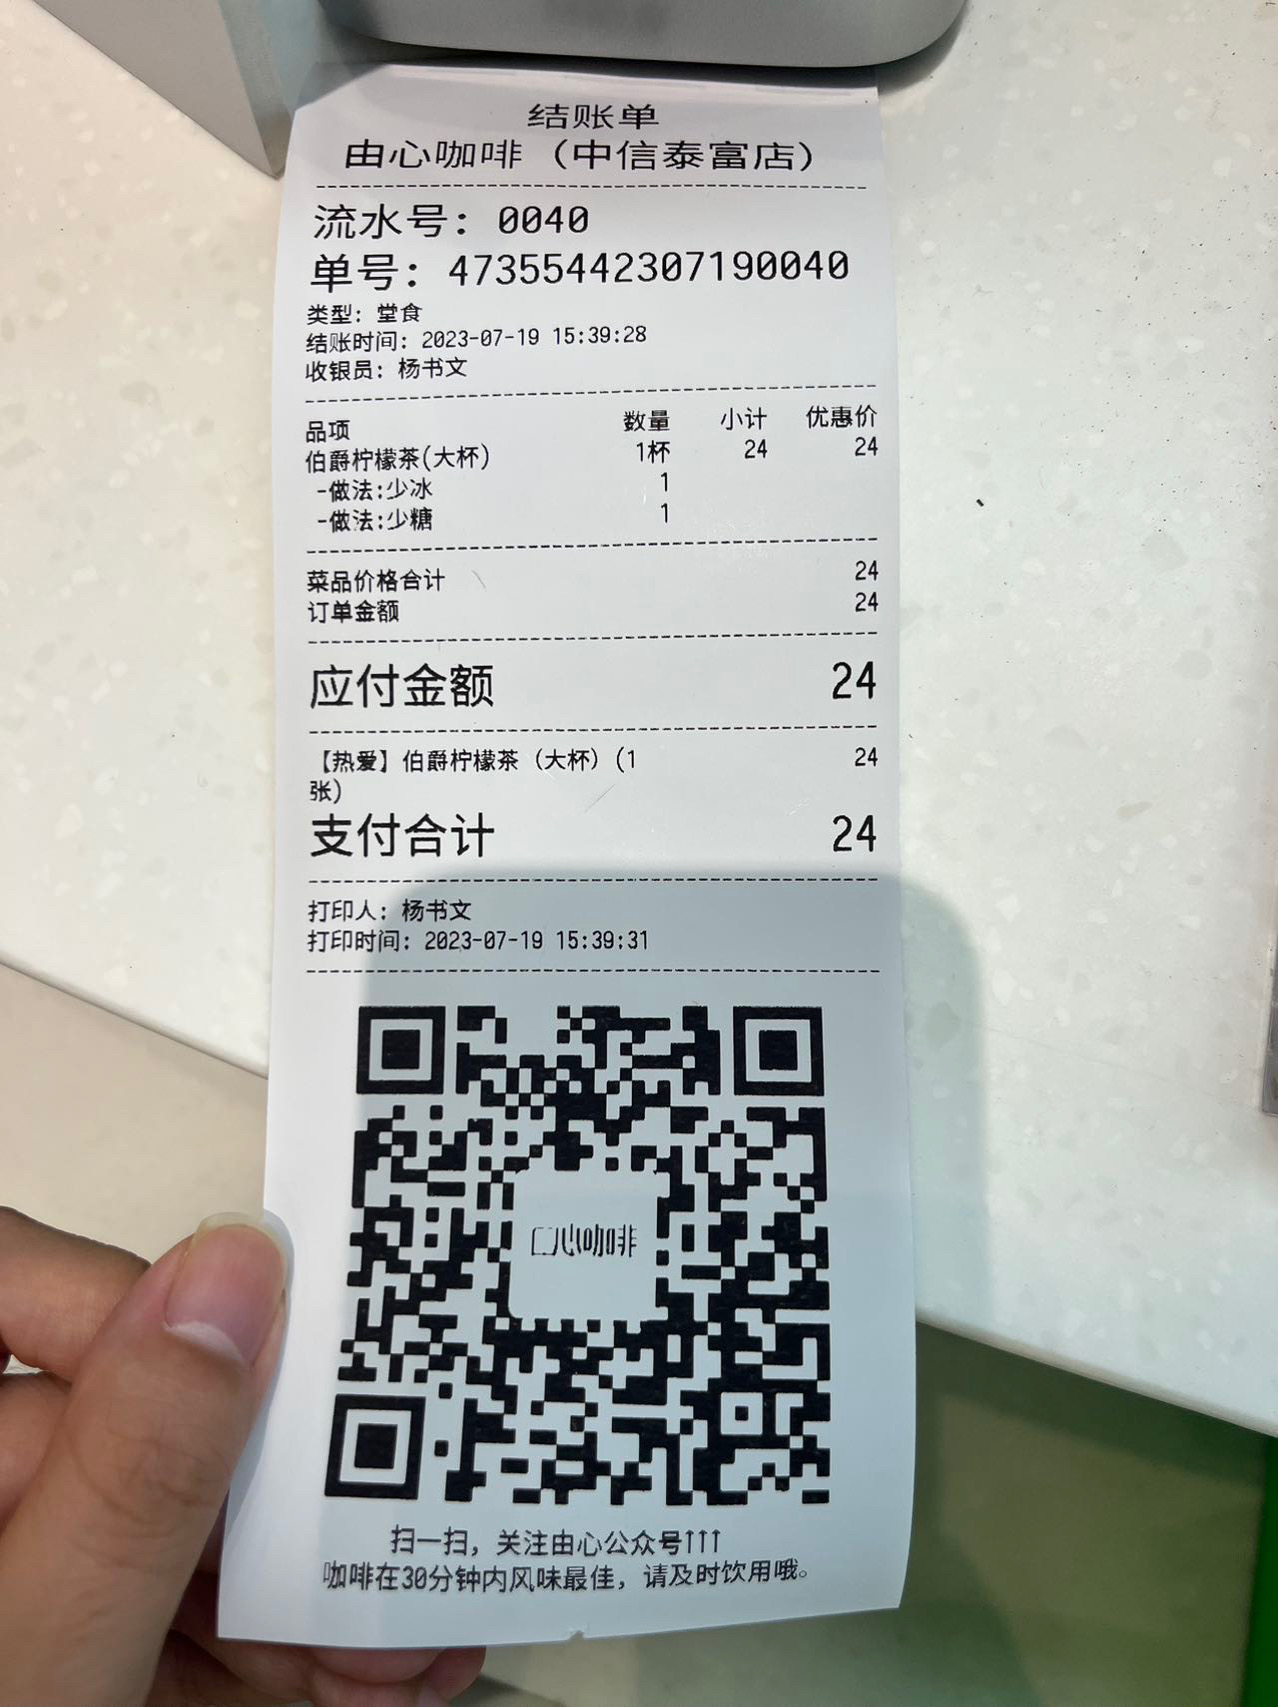 结账单
由心咖啡（中信泰富店）
流水号: 0040
单号: 47355442307190040
类型: 堂食
结账时间: 2023-07-19 15:39:28
收银员: 杨书文
品项 数量 小计 优惠价
伯爵柠檬茶(大杯) 1杯 24 24
-做法:少冰 1
-做法:少糖 1
菜品价格合计 24
订单金额 24
应付金额 24
【热爱】伯爵柠檬茶（大杯）(1 24
张)
支付合计 24
打印人: 杨书文
打印时间: 2023-07-19 15:39:31
心咖啡
扫一扫，关注由心公众号↑↑↑
咖啡在30分钟内风味最佳，请及时饮用哦。